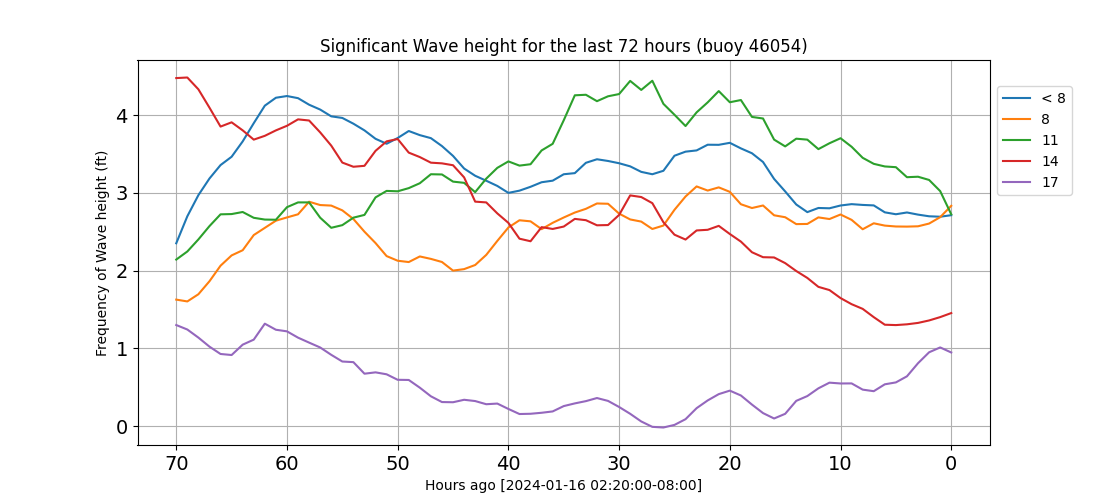 Significant Wave height for the last 72 hours (buoy 46054)
Frequency of Wave height (ft)
4
3
2
1
0
70 60 50 40 30 20 10 0
Hours ago [2024-01-16 02:20:00-08:00]
< 8
8
11
14
17